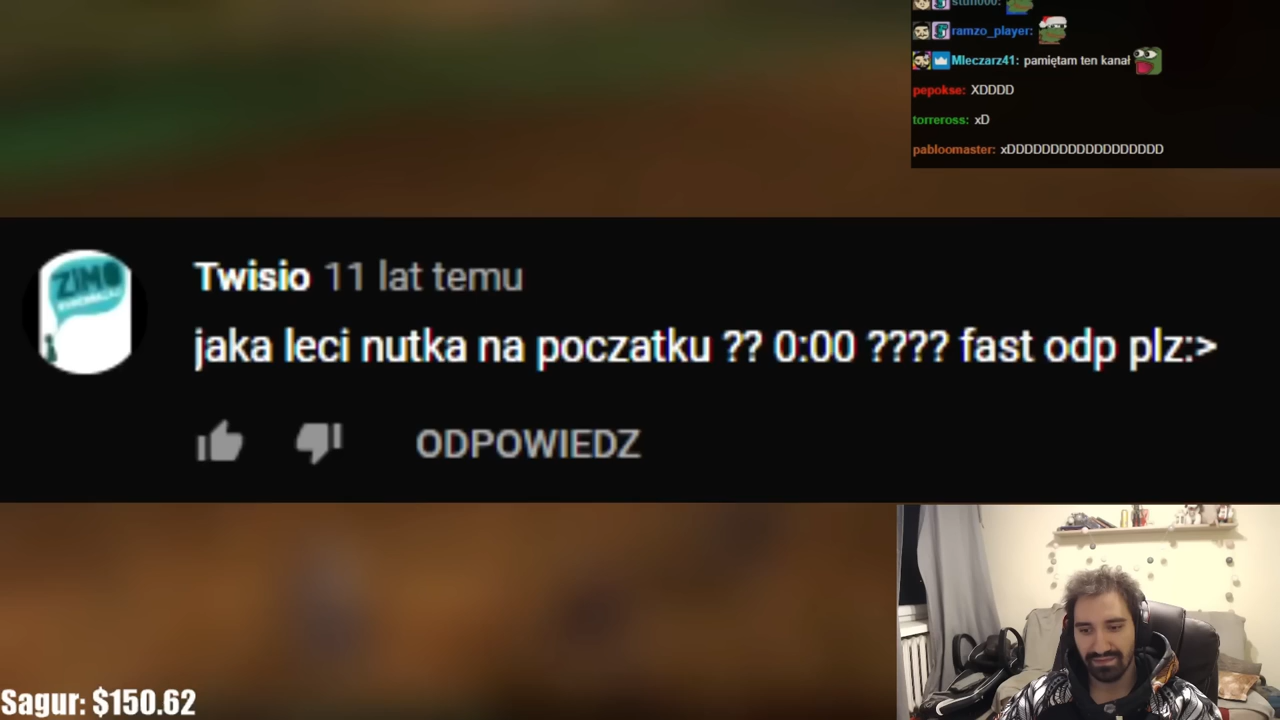 ramzo_player:
Mleczarz41: pamiętam ten kanał
pepokse: XDDDD
torreross: xD
pabloomaster: xDDDDDDDDDDDDDDDDDD
ZIMO
Twisio 11 lat temu
jaka leci nutka na poczatku ?? 0:00 ???? fast odp plz:>
ODPOWIEDZ
Sagur: $150.62